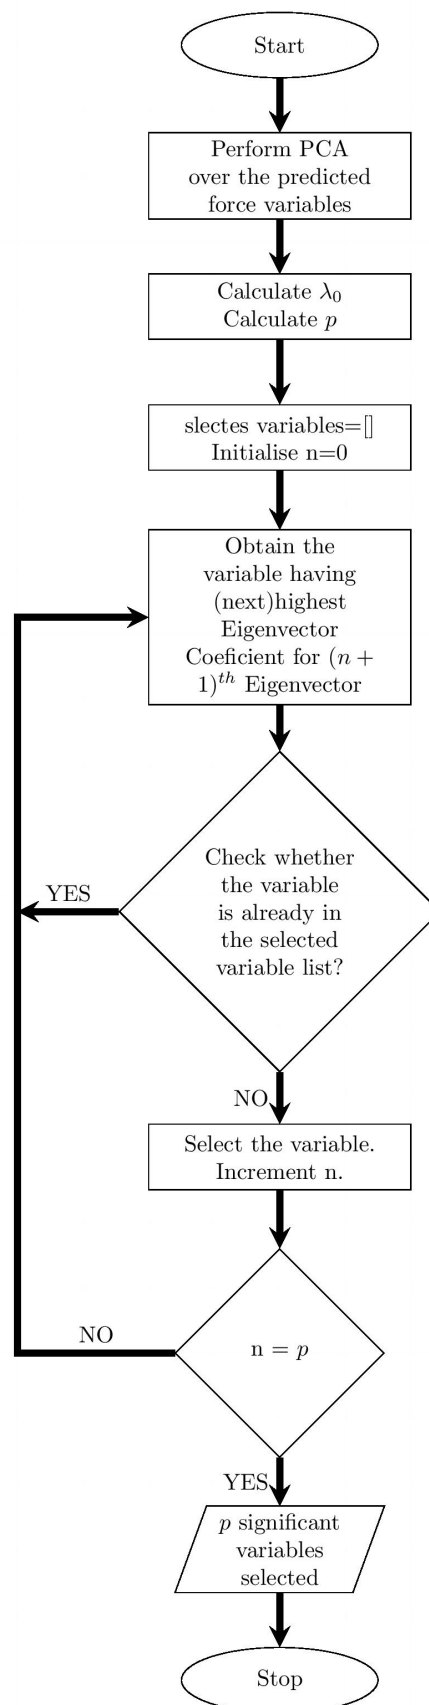 Start
Perform PCA
over the predicted
force variables
Calculate λ₀
Calculate p
slectes variables=[]
Initialise n=0
Obtain the
variable having
(next)highest
Eigenvector
Coeficient for (n +
1)ᵗʰ Eigenvector
Check whether
the variable
is already in
the selected
variable list?
YES
NO
Select the variable.
Increment n.
n = p
NO
YES
p significant
variables
selected
Stop